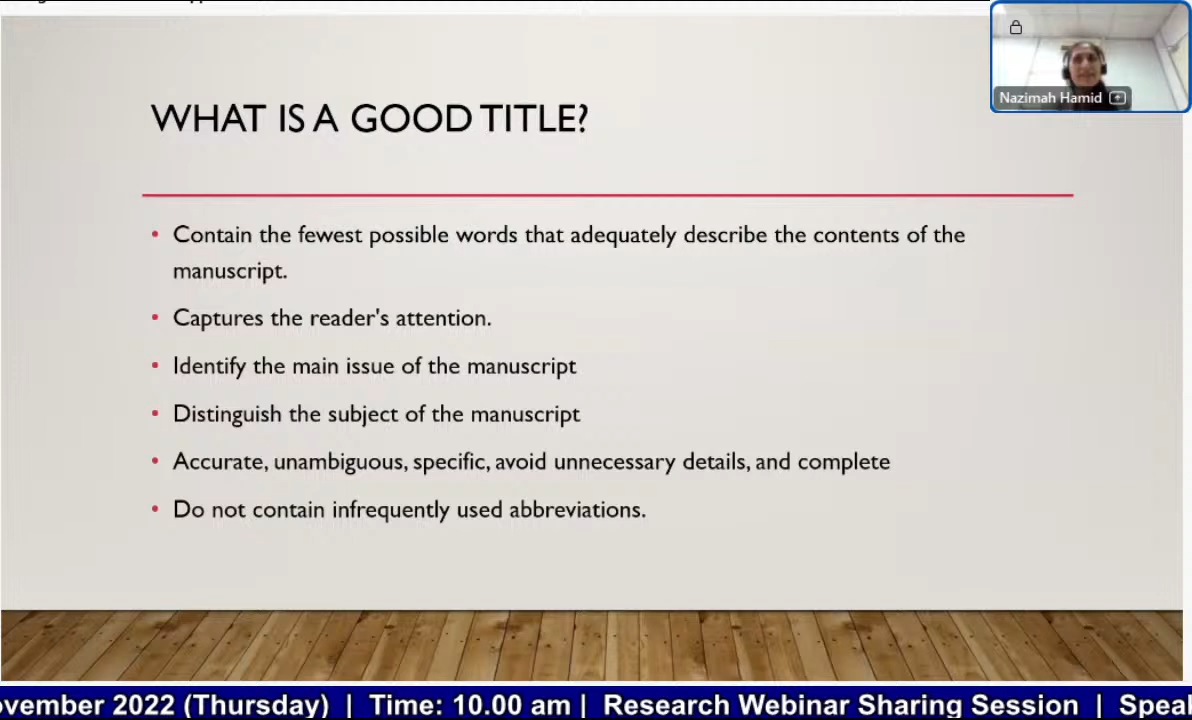 WHAT IS A GOOD TITLE?
Nazimah Hamid
• Contain the fewest possible words that adequately describe the contents of the
manuscript.
• Captures the reader's attention.
• Identify the main issue of the manuscript
• Distinguish the subject of the manuscript
• Accurate, unambiguous, specific, avoid unnecessary details, and complete
• Do not contain infrequently used abbreviations.
2022 (Thursday) | Time: 10.00 am | Research Webinar Sharing Session |